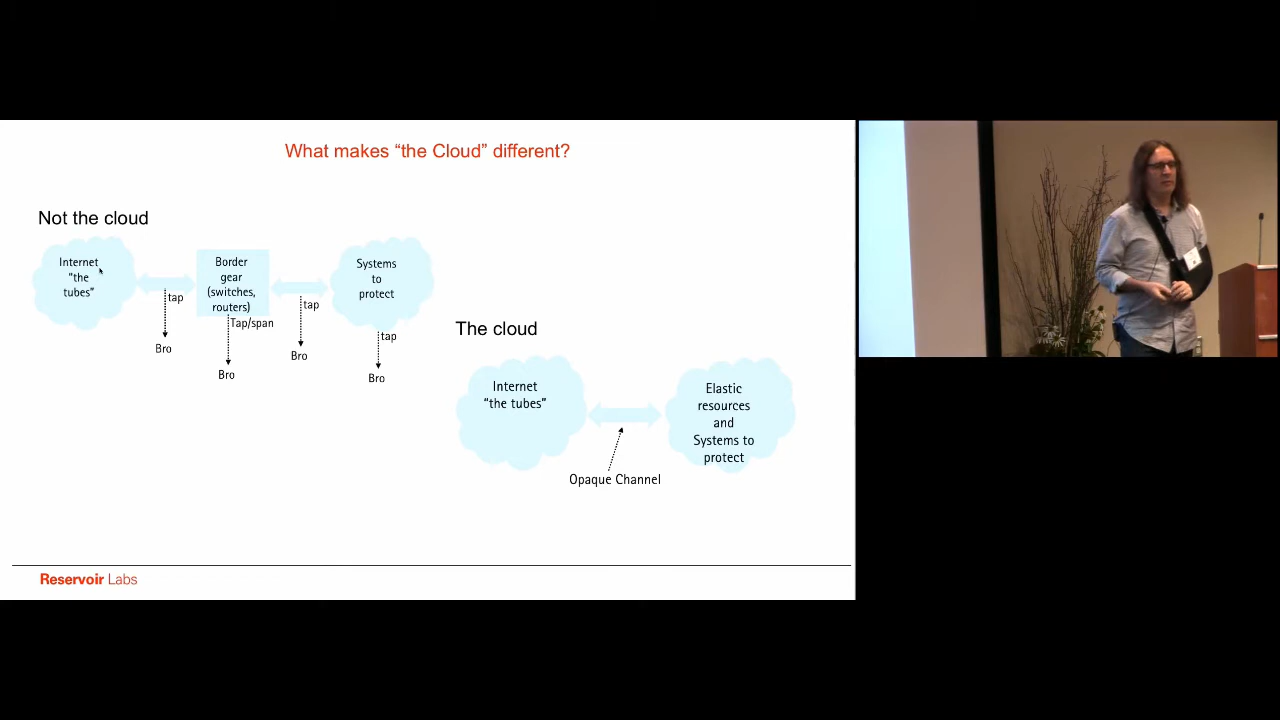 What makes “the Cloud” different?
Not the cloud
Internet
“the
tubes”
tap
Bro
Border
gear
(switches,
routers)
Tap/span
Bro
tap
Bro
Systems
to
protect
tap
Bro
The cloud
Internet
“the tubes”
Opaque Channel
Elastic
resources
and
Systems to
protect
Reservoir Labs